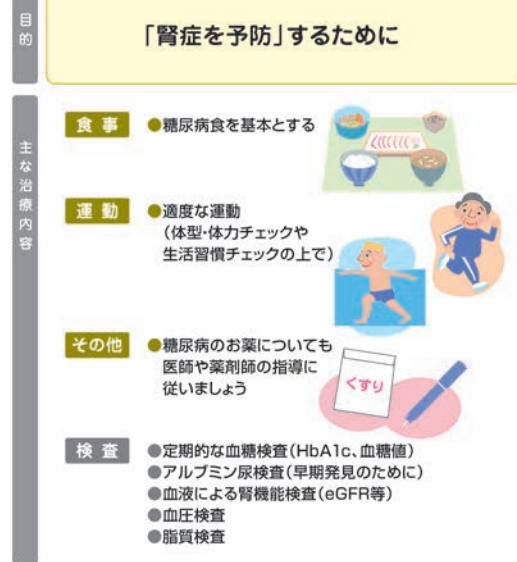 目的
「腎症を予防」するために
主な治療内容
食事
●糖尿病食を基本とする
運動
●適度な運動
（体型・体力チェックや
生活習慣チェックの上で）
その他
●糖尿病のお薬についても
医師や薬剤師の指導に
従いましょう
くすり
検査
●定期的な血糖検査（HbA1c、血糖値）
●アルブミン尿検査（早期発見のために）
●血液による腎機能検査（eGFR等）
●血圧検査
●脂質検査